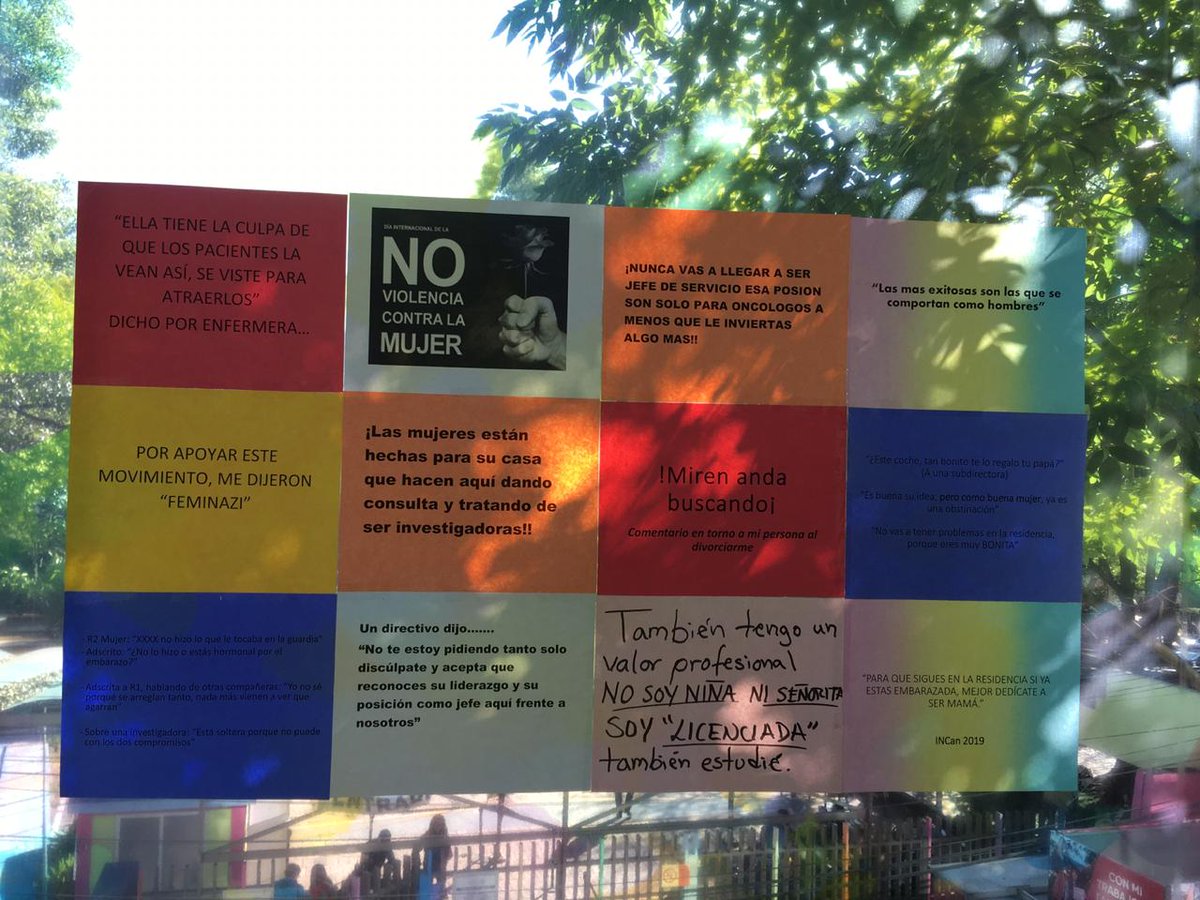 "ELLA TIENE LA CULPA DE
QUE LOS PACIENTES LA
VEAN ASÍ, SE VISTE PARA
ATRAERLOS"
DICHO POR ENFERMERA...
DÍA INTERNACIONAL DE LA
NO
VIOLENCIA
CONTRA LA
MUJER
¡NUNCA VAS A LLEGAR A SER
JEFE DE SERVICIO ESA POSION
SON SOLO PARA ONCOLOGOS A
MENOS QUE LE INVIERTAS
ALGO MAS!!
"Las mas exitosas son las que se
comportan como hombres"
POR APOYAR ESTE
MOVIMIENTO, ME DIJERON
"FEMINAZI"
¡Las mujeres están
hechas para su casa
que hacen aquí dando
consulta y tratando de
ser investigadoras!!
!Miren anda
buscando¡
Comentario en torno a mi persona al
divorciarme
"¿Este coche, tan bonito te lo regalo tu papá?"
(A una subdirectora)
"Es buena su idea, pero como buena mujer, ya es
una obstinación"
"No vas a tener problemas en la residencia,
porque eres muy BONITA"
- R2 Mujer: "XXXX no hizo lo que le tocaba en la guardia"
- Adscrito: "¿No lo hizo o estás hormonal por el
embarazo?"
- Adscrita a R1, hablando de otras compañeras: "Yo no sé
porqué se arreglan tanto, nada más vienen a ver que
agarran"
- Sobre una investigadora: "Está soltera porque no puede
con los dos compromisos"
Un directivo dijo.......
"No te estoy pidiendo tanto solo
discúlpate y acepta que
reconoces su liderazgo y su
posición como jefe aquí frente a
nosotros"
También tengo un
valor profesional
NO SOY NIÑA NI SEÑORITA
SOY "LICENCIADA"
también estudié.
"PARA QUE SIGUES EN LA RESIDENCIA SI YA
ESTAS EMBARAZADA, MEJOR DEDÍCATE A
SER MAMÁ."
INCan 2019
CON MI